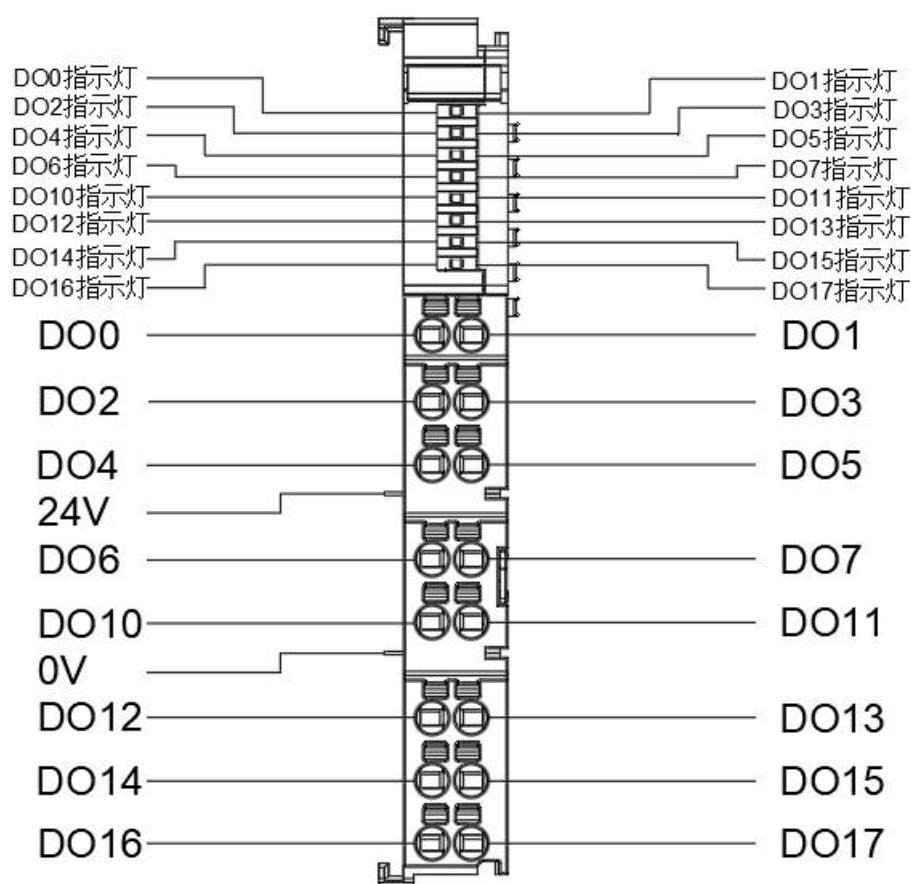 DO0指示灯 DO1指示灯
DO2指示灯 DO3指示灯
DO4指示灯 DO5指示灯
DO6指示灯 DO7指示灯
DO10指示灯 DO11指示灯
DO12指示灯 DO13指示灯
DO14指示灯 DO15指示灯
DO16指示灯 DO17指示灯
DO0 DO1
DO2 DO3
DO4 DO5
24V
DO6 DO7
DO10 DO11
0V
DO12 DO13
DO14 DO15
DO16 DO17